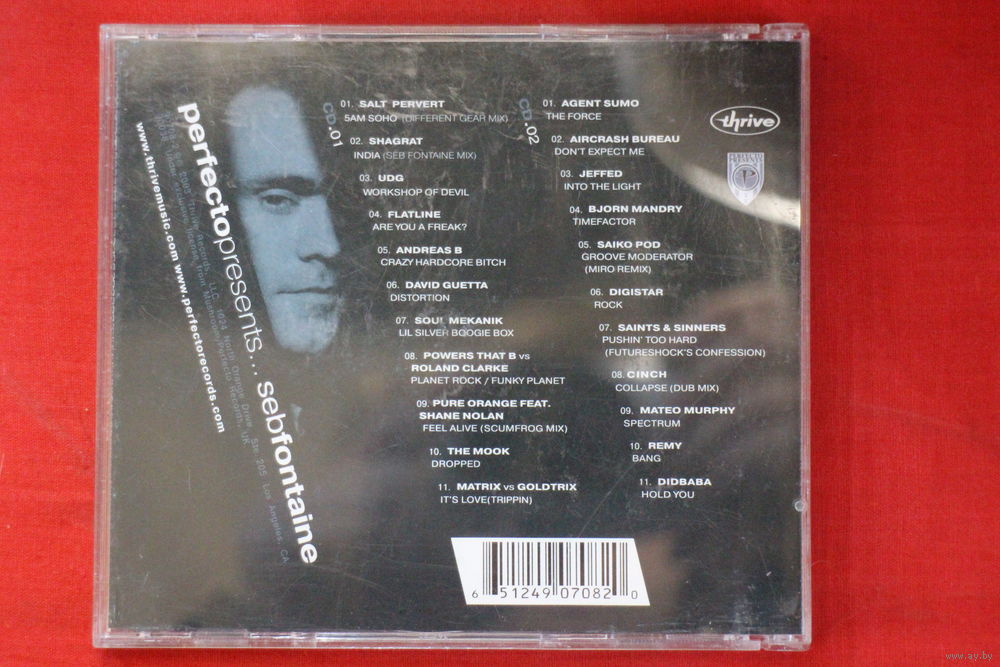 perfectopresents... sebfontaine
www.thrivemusic.com www.perfectorecords.com
CD.01
01. SALT PERVERT
5AM SOHO (DIFFERENT GEAR MIX)
02. SHAGRAT
INDIA (SEB FONTAINE MIX)
03. UDG
WORKSHOP OF DEVIL
04. FLATLINE
ARE YOU A FREAK?
05. ANDREAS B
CRAZY HARDCORE BITCH
06. DAVID GUETTA
DISTORTION
07. SOUL MEKANIK
LIL SILVER BOOGIE BOX
08. POWERS THAT B vs
ROLAND CLARKE
PLANET ROCK / FUNKY PLANET
09. PURE ORANGE FEAT.
SHANE NOLAN
FEEL ALIVE (SCUMFROG MIX)
10. THE MOOK
DROPPED
11. MATRIX vs GOLDTRIX
IT'S LOVE(TRIPPIN)
CD.02
01. AGENT SUMO
THE FORCE
02. AIRCRASH BUREAU
DON'T EXPECT ME
03. JEFFED
INTO THE LIGHT
04. BJORN MANDRY
TIMEFACTOR
05. SAIKO POD
GROOVE MODERATOR
(MIRO REMIX)
06. DIGISTAR
ROCK
07. SAINTS & SINNERS
PUSHIN' TOO HARD
(FUTURESHOCK'S CONFESSION)
08. CINCH
COLLAPSE (DUB MIX)
09. MATEO MURPHY
SPECTRUM
10. REMY
BANG
11. DIDBABA
HOLD YOU
thrive
6 51249 07082 0
www.ay.by